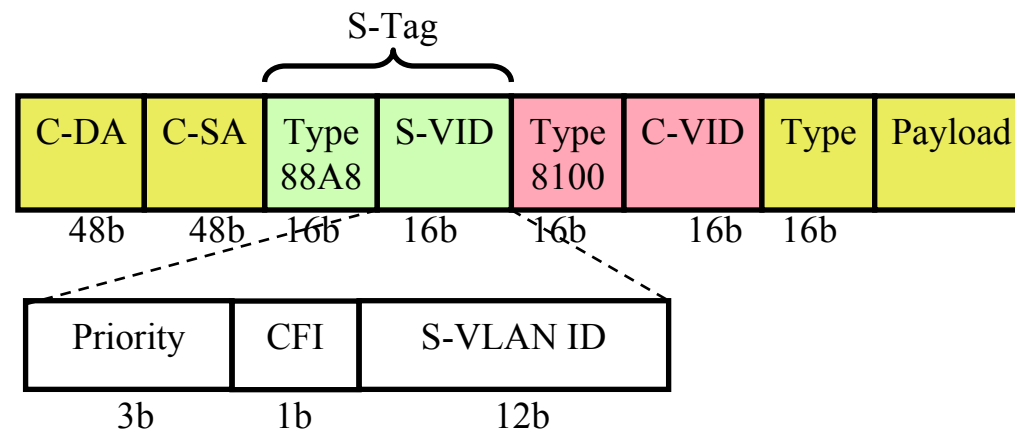 S-Tag
C-DA C-SA Type S-VID Type C-VID Type Payload
88A8 8100
48b 48b 16b 16b 16b 16b 16b
Priority CFI S-VLAN ID
3b 1b 12b